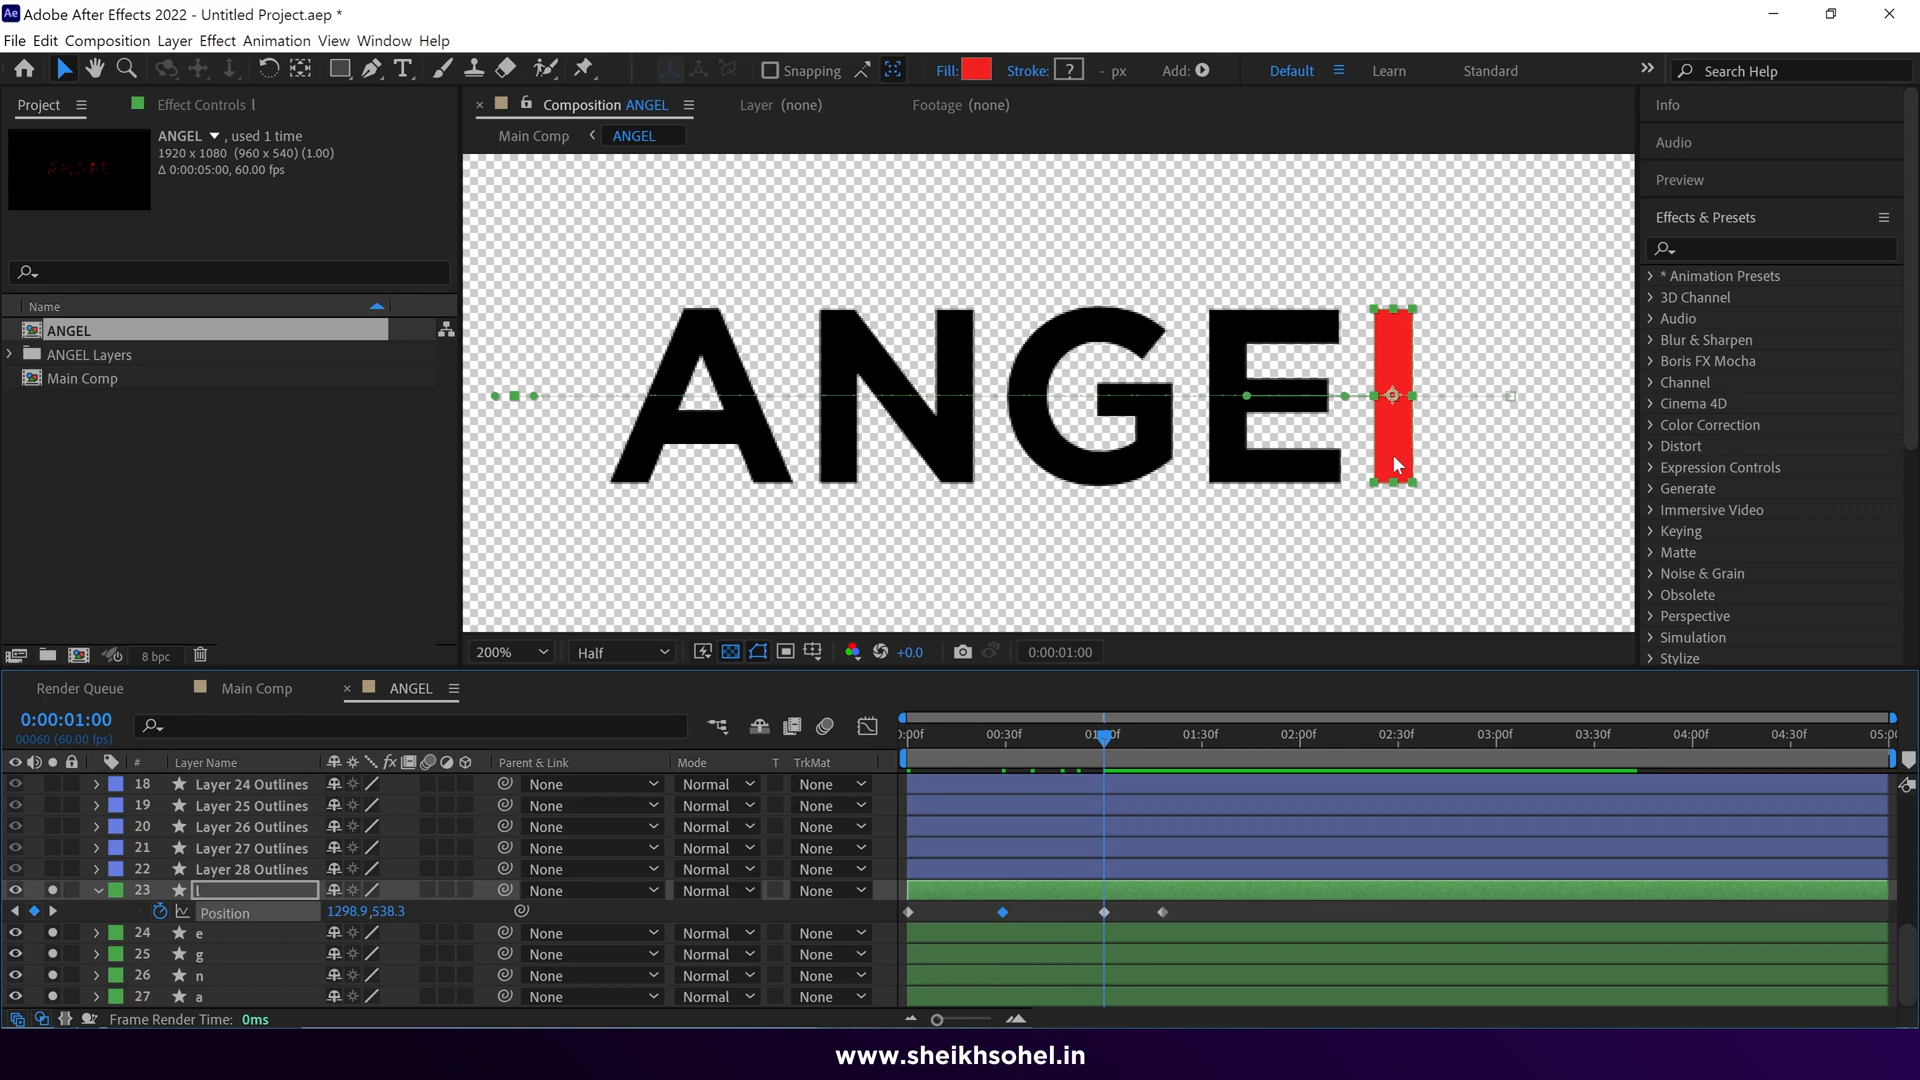 Ae Adobe After Effects 2022 - Untitled Project.aep *
File Edit Composition Layer Effect Animation View Window Help
Snapping Fill: Stroke: ? - px Add: Default Learn Standard Search Help
Project Effect Controls l
ANGEL , used 1 time
1920 x 1080 (960 x 540) (1.00)
Δ 0:00:05:00, 60.00 fps
Name
ANGEL
ANGEL Layers
Main Comp
8 bpc
Composition ANGEL Layer (none) Footage (none)
Main Comp ANGEL
ANGE
200% Half +0.0 0:00:01:00
Info
Audio
Preview
Effects & Presets
* Animation Presets
3D Channel
Audio
Blur & Sharpen
Boris FX Mocha
Channel
Cinema 4D
Color Correction
Distort
Expression Controls
Generate
Immersive Video
Keying
Matte
Noise & Grain
Obsolete
Perspective
Simulation
Stylize
Render Queue Main Comp ANGEL
0:00:01:00
00060 (60.00 fps)
:00f 00:30f 01:00f 01:30f 02:00f 02:30f 03:00f 03:30f 04:00f 04:30f 05:00
# Layer Name fx Parent & Link Mode T TrkMat
18 Layer 24 Outlines None Normal None
19 Layer 25 Outlines None Normal None
20 Layer 26 Outlines None Normal None
21 Layer 27 Outlines None Normal None
22 Layer 28 Outlines None Normal None
23 l None Normal None
Position 1298.9,538.3
24 e None Normal None
25 g None Normal None
26 n None Normal None
27 a None Normal None
Frame Render Time: 0ms
www.sheikhsohel.in